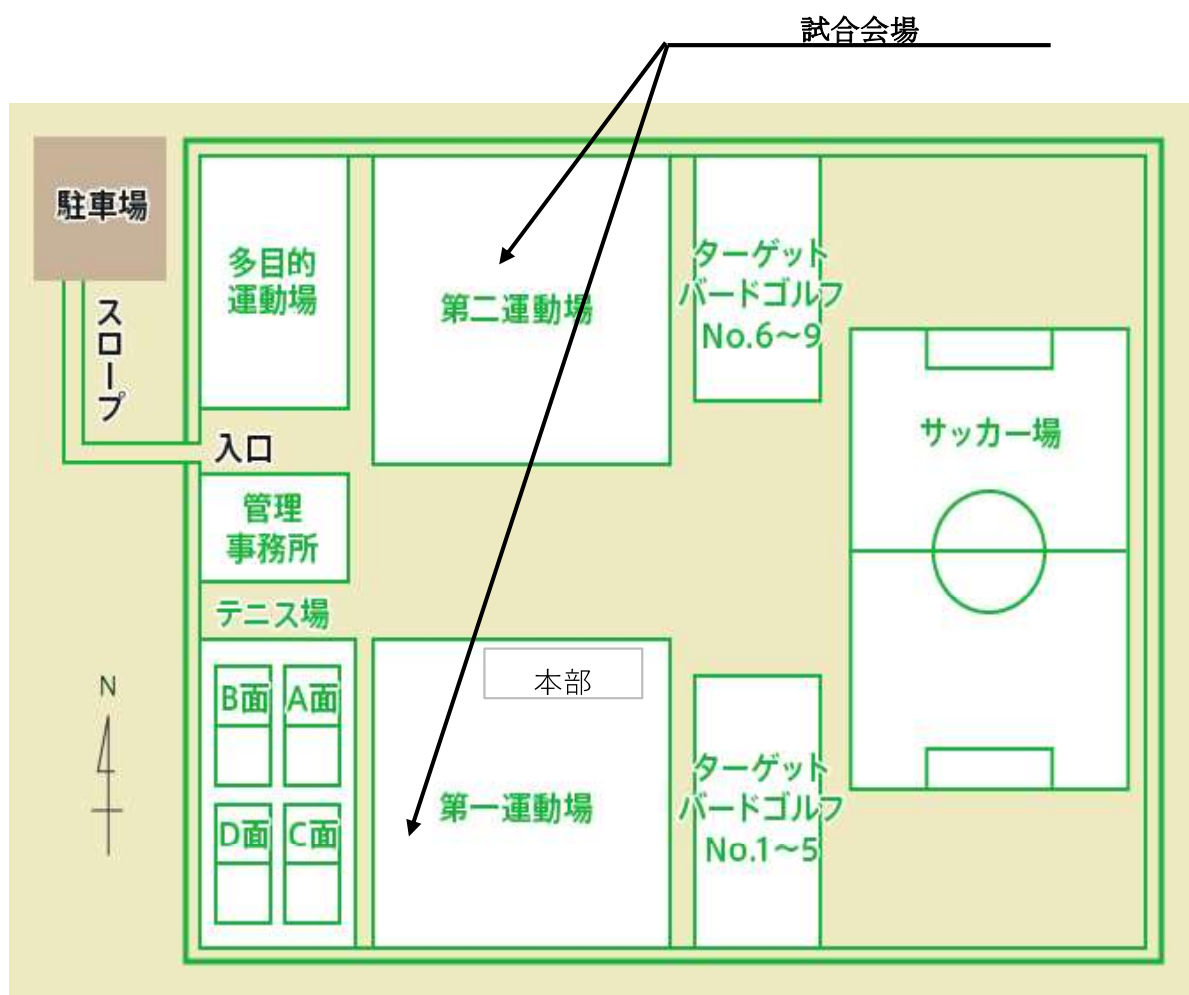 試合会場
駐車場
スロープ
多目的
運動場
第二運動場
ターゲット
バードゴルフ
No.6～9
サッカー場
入口
管理
事務所
テニス場
B面
A面
D面
C面
本部
第一運動場
ターゲット
バードゴルフ
No.1～5
N